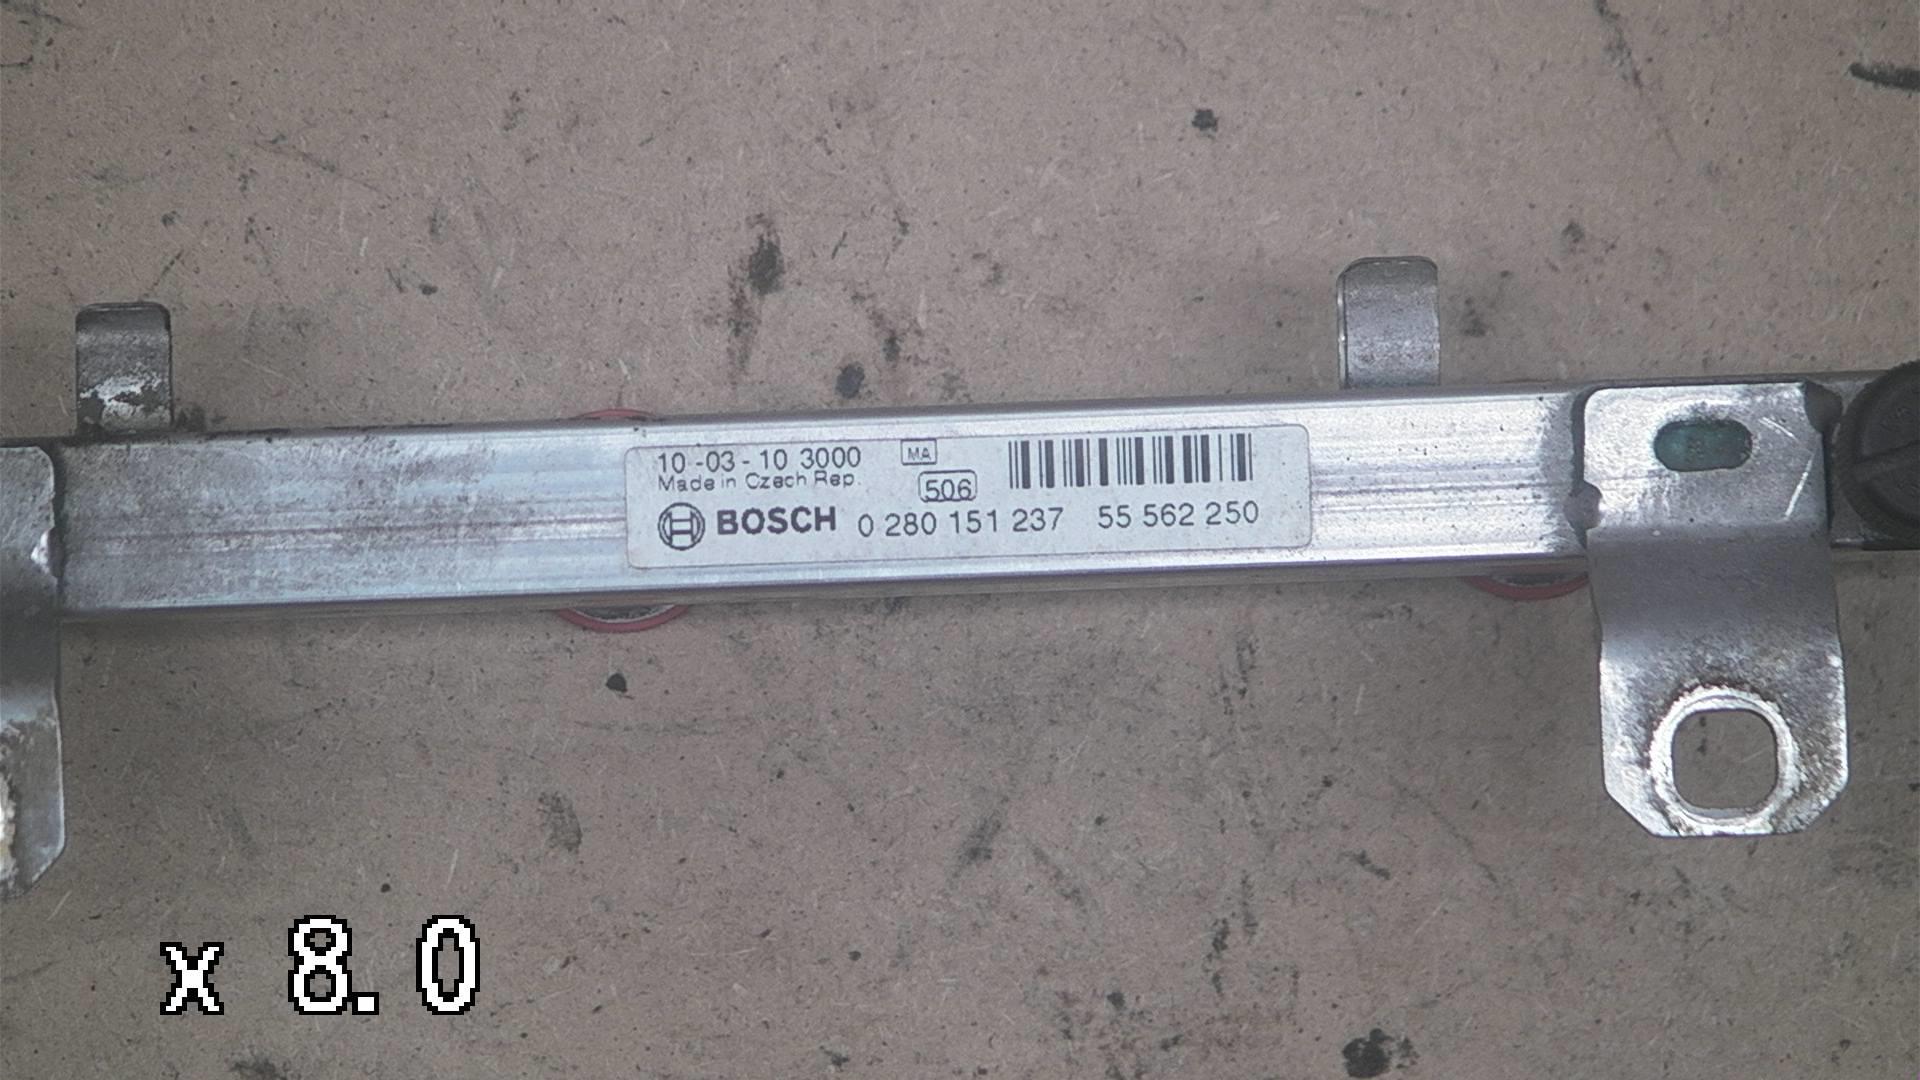 10-03-10 3000 MA
Made in Czech Rep. 506
BOSCH 0 280 151 237 55 562 250
x 8.0